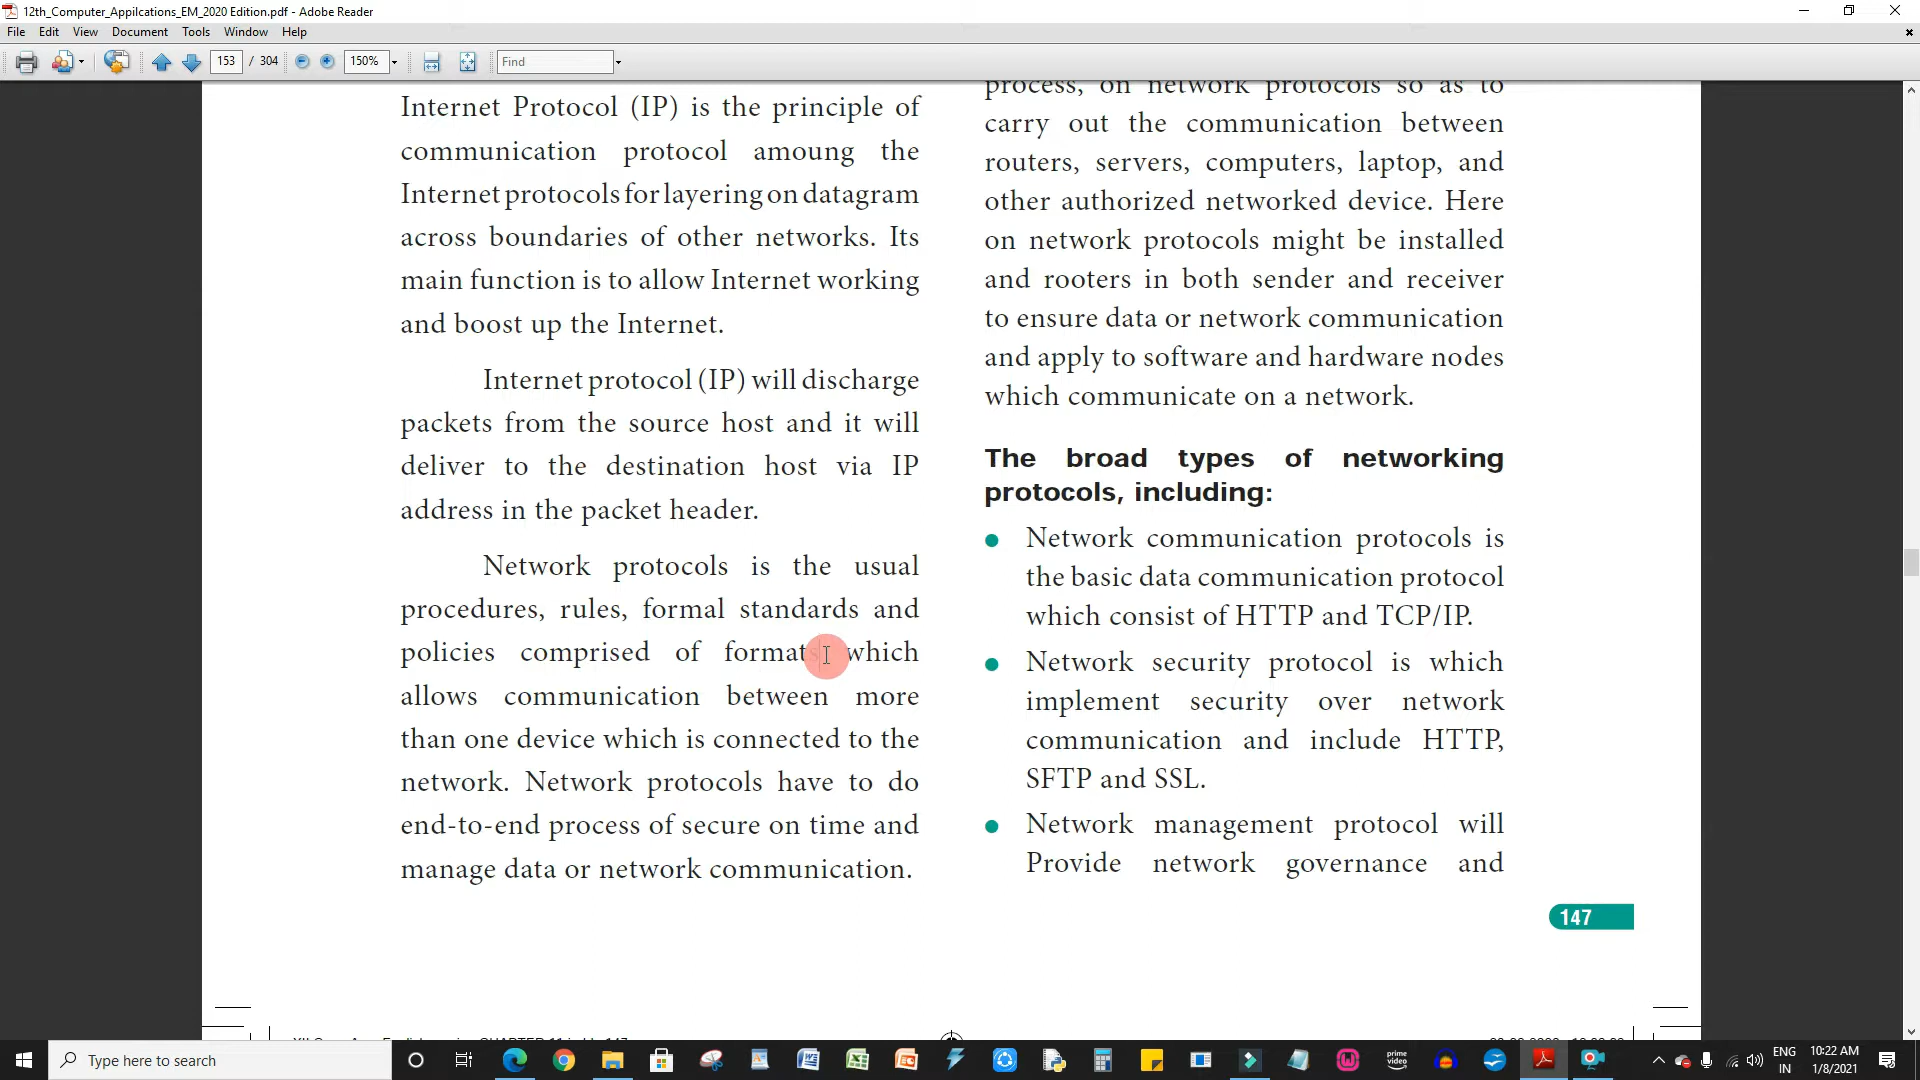 12th_Computer_Appilcations_EM_2020 Edition.pdf - Adobe Reader
File Edit View Document Tools Window Help
153 / 304 150% Find
Internet Protocol (IP) is the principle of
communication protocol amoung the
Internet protocols for layering on datagram
across boundaries of other networks. Its
main function is to allow Internet working
and boost up the Internet.
Internet protocol (IP) will discharge
packets from the source host and it will
deliver to the destination host via IP
address in the packet header.
Network protocols is the usual
procedures, rules, formal standards and
policies comprised of formats which
allows communication between more
than one device which is connected to the
network. Network protocols have to do
end-to-end process of secure on time and
manage data or network communication.
process, on network protocols so as to
carry out the communication between
routers, servers, computers, laptop, and
other authorized networked device. Here
on network protocols might be installed
and rooters in both sender and receiver
to ensure data or network communication
and apply to software and hardware nodes
which communicate on a network.
The broad types of networking
protocols, including:
Network communication protocols is
the basic data communication protocol
which consist of HTTP and TCP/IP.
Network security protocol is which
implement security over network
communication and include HTTP,
SFTP and SSL.
Network management protocol will
Provide network governance and
147
Type here to search
prime
video
ENG
IN
10:22 AM
1/8/2021